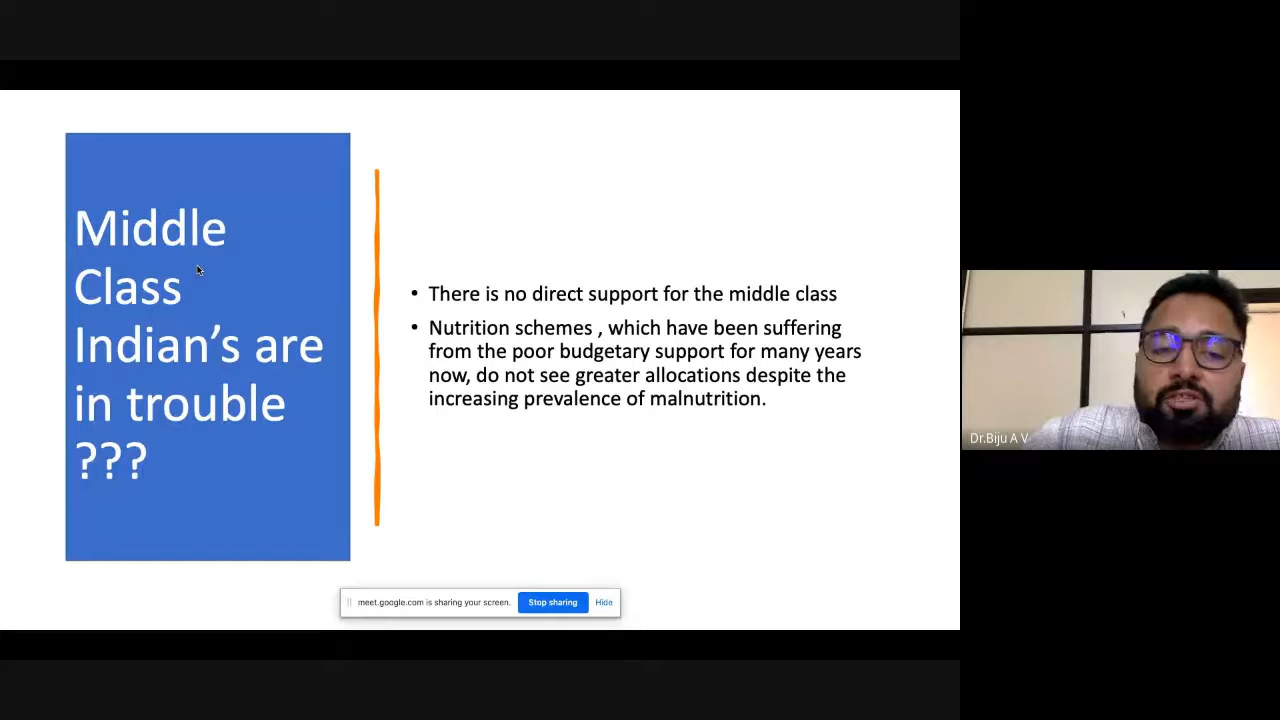 Middle
Class
Indian’s are
in trouble
???
• There is no direct support for the middle class
• Nutrition schemes , which have been suffering
from the poor budgetary support for many years
now, do not see greater allocations despite the
increasing prevalence of malnutrition.
Dr.Biju A V
meet.google.com is sharing your screen. Stop sharing Hide